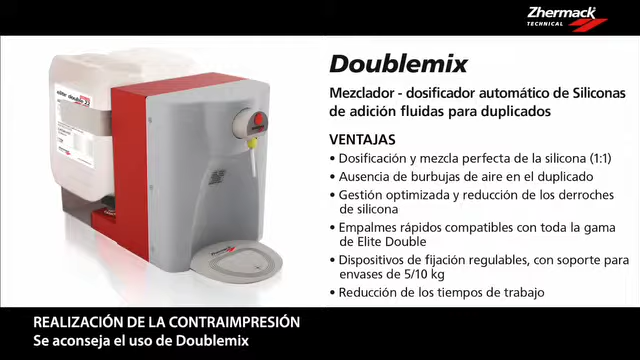 Zhermack
TECHNICAL
Doublemix
Mezclador - dosificador automático de Siliconas
de adición fluidas para duplicados
VENTAJAS
• Dosificación y mezcla perfecta de la silicona (1:1)
• Ausencia de burbujas de aire en el duplicado
• Gestión optimizada y reducción de los derroches
de silicona
• Empalmes rápidos compatibles con toda la gama
de Elite Double
• Dispositivos de fijación regulables, con soporte para
envases de 5/10 kg
• Reducción de los tiempos de trabajo
elite double 22
Zhermack
REALIZACIÓN DE LA CONTRAIMPRESIÓN
Se aconseja el uso de Doublemix